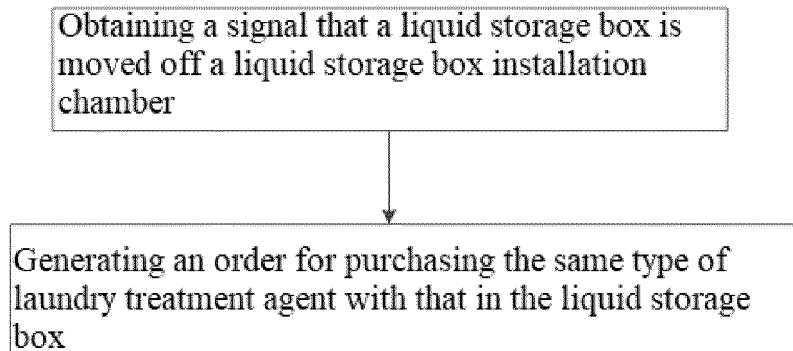 Obtaining a signal that a liquid storage box is
moved off a liquid storage box installation
chamber
Generating an order for purchasing the same type of
laundry treatment agent with that in the liquid storage
box